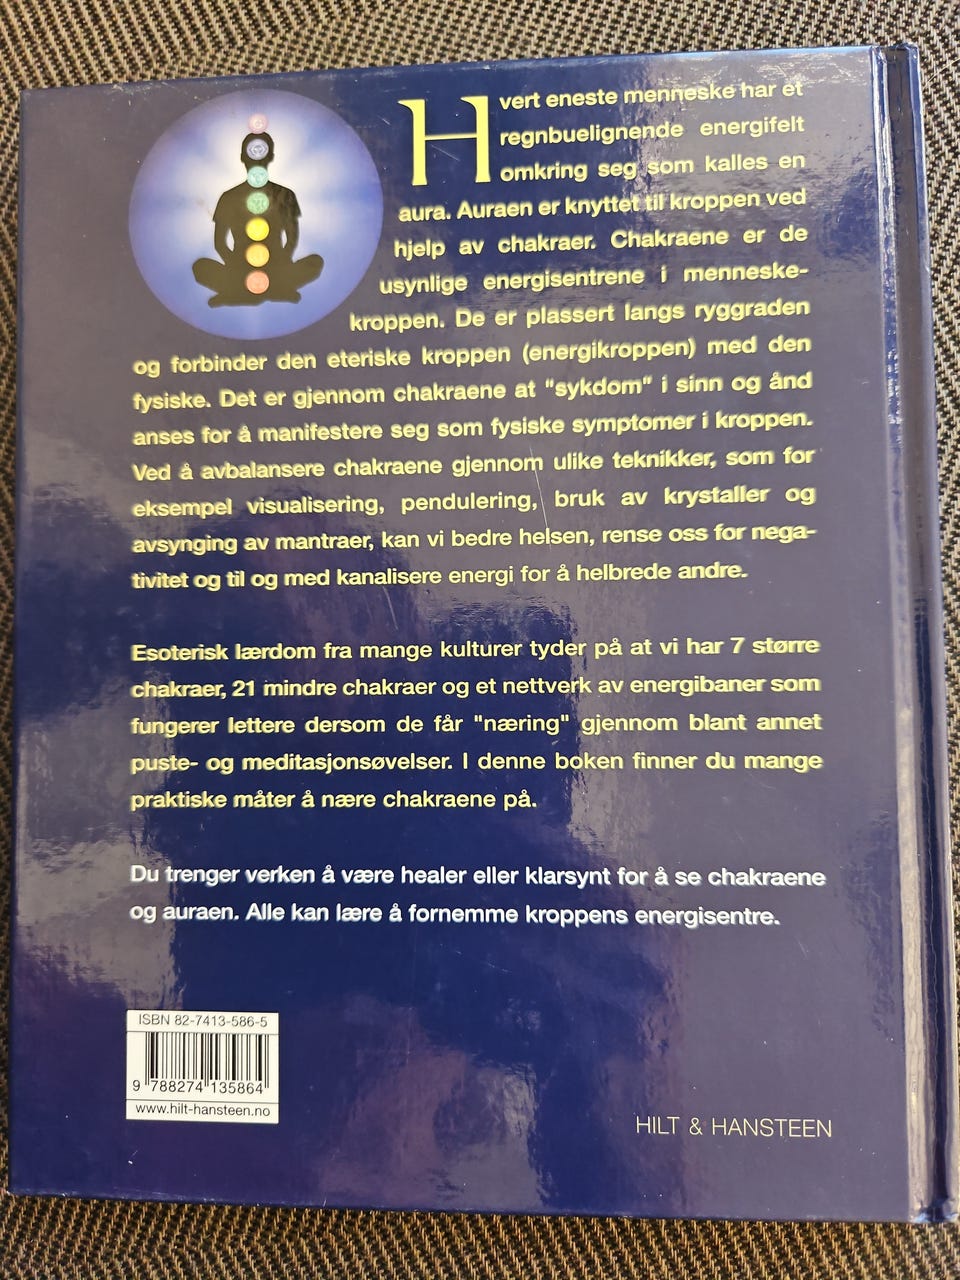 Hvert eneste menneske har et
regnbuelignende energifelt
omkring seg som kalles en
aura. Auraen er knyttet til kroppen ved
hjelp av chakraer. Chakraene er de
usynlige energisentrene i menneske-
kroppen. De er plassert langs ryggraden
og forbinder den eteriske kroppen (energikroppen) med den
fysiske. Det er gjennom chakraene at "sykdom" i sinn og ånd
anses for å manifestere seg som fysiske symptomer i kroppen.
Ved å avbalansere chakraene gjennom ulike teknikker, som for
eksempel visualisering, pendulering, bruk av krystaller og
avsynging av mantraer, kan vi bedre helsen, rense oss for nega-
tivitet og til og med kanalisere energi for å helbrede andre.
Esoterisk lærdom fra mange kulturer tyder på at vi har 7 større
chakraer, 21 mindre chakraer og et nettverk av energibaner som
fungerer lettere dersom de får "næring" gjennom blant annet
puste- og meditasjonsøvelser. I denne boken finner du mange
praktiske måter å nære chakraene på.
Du trenger verken å være healer eller klarsynt for å se chakraene
og auraen. Alle kan lære å fornemme kroppens energisentre.
ISBN 82-7413-586-5
9 788274 135864
www.hilt-hansteen.no
HILT & HANSTEEN